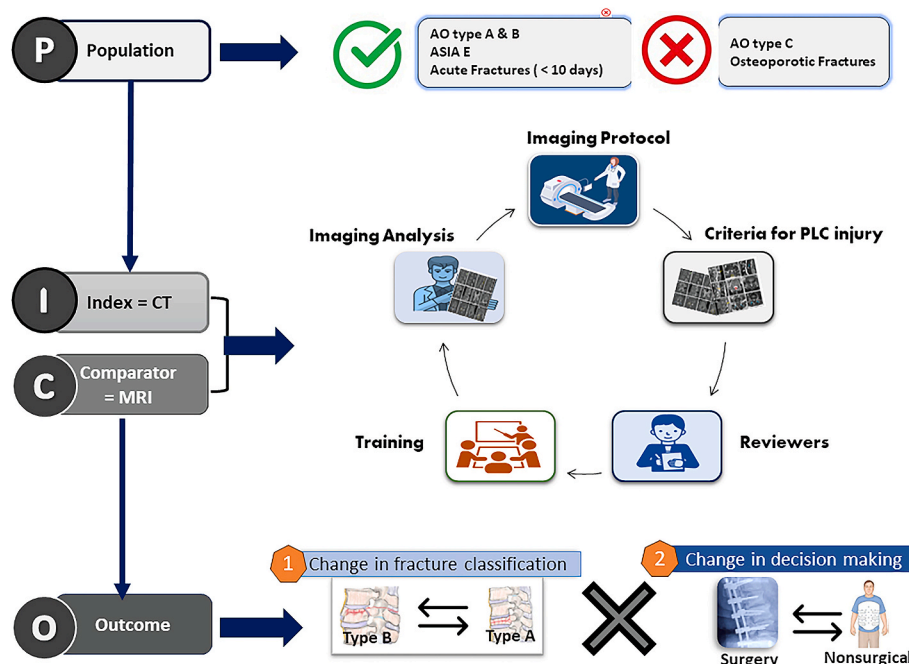 P
Population
AO type A & B
ASIA E
Acute Fractures ( < 10 days)
AO type C
Osteoporotic Fractures
Imaging Protocol
Imaging Analysis
Criteria for PLC injury
I
Index = CT
C
Comparator
= MRI
Training
Reviewers
1
Change in fracture classification
2
Change in decision making
O
Outcome
Type B
Type A
Surgery
Nonsurgical